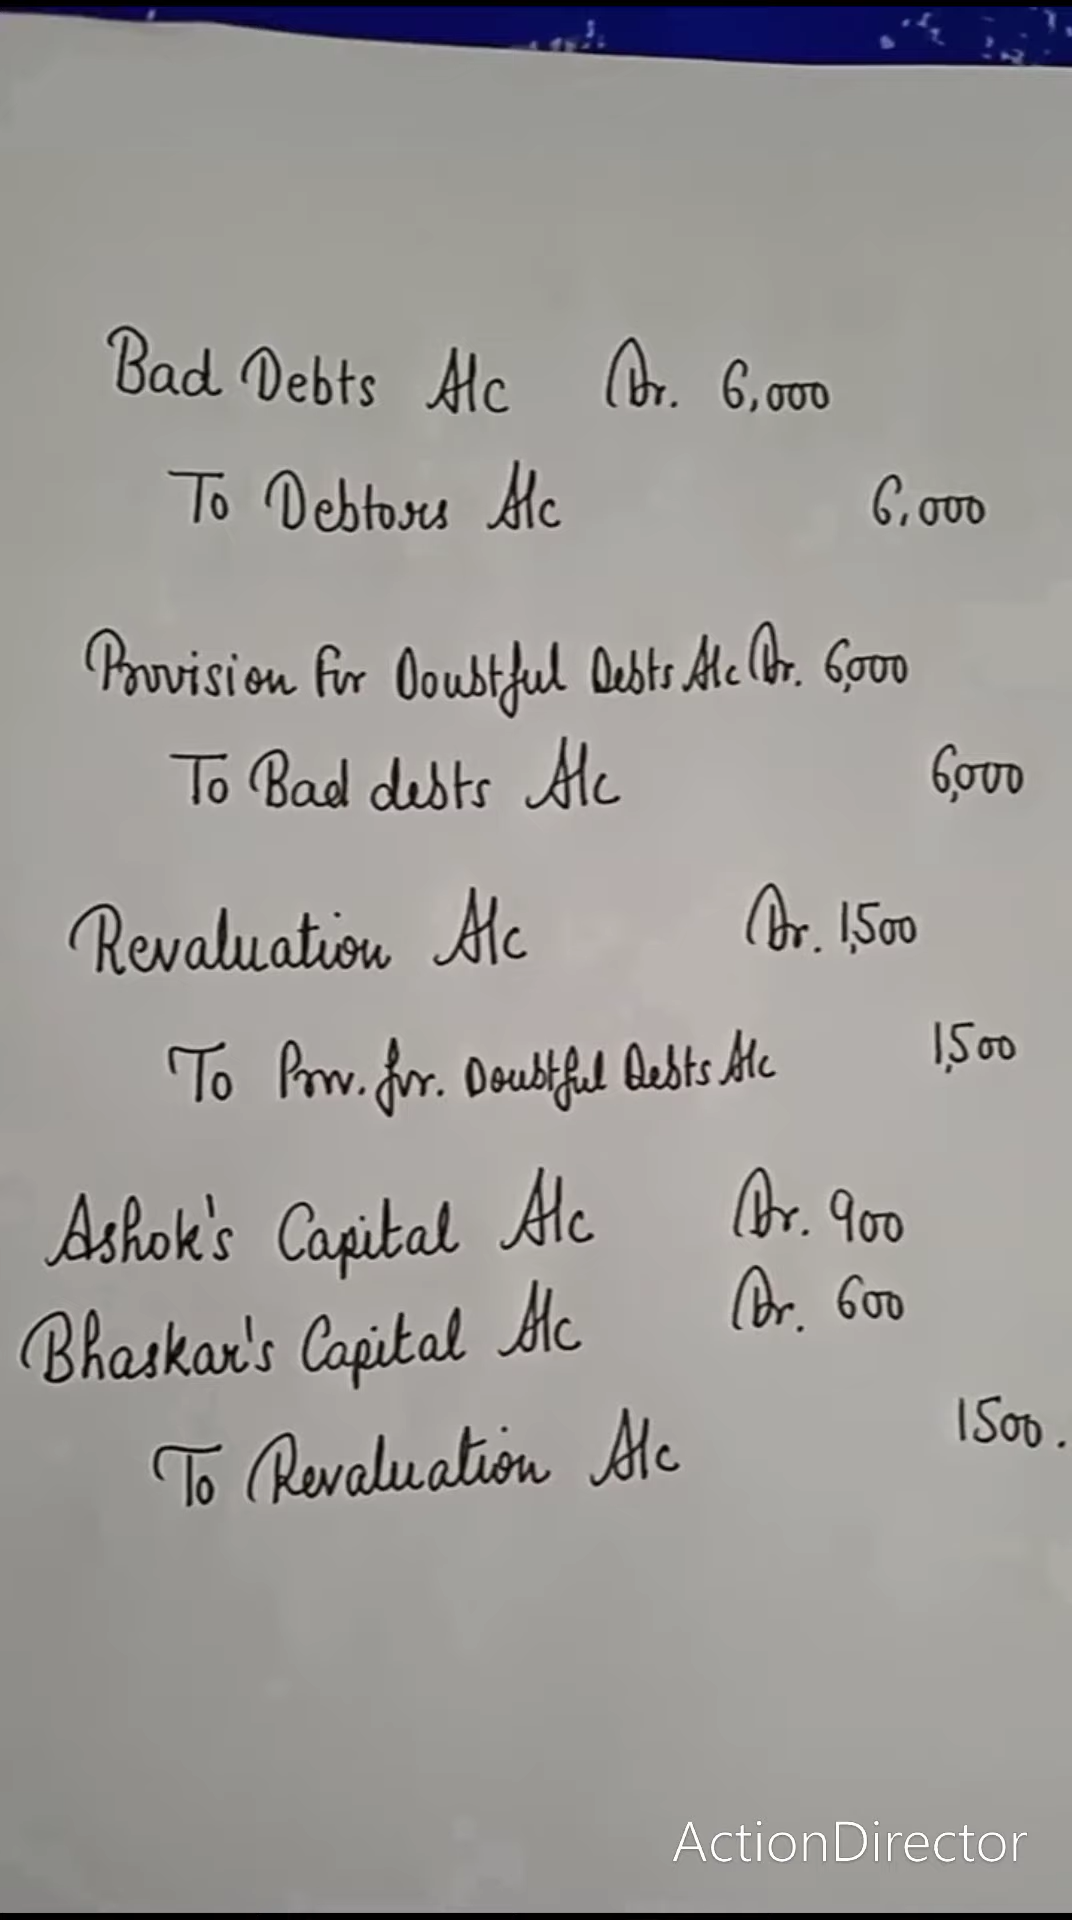 Bad Debts A/c Dr. 6,000
To Debtors A/c 6,000
Provision for Doubtful Debts A/c Dr. 6,000
To Bad debts A/c 6,000
Revaluation A/c Dr. 1,500
To Prov. for. Doubtful Debts A/c 1,500
Ashok's Capital A/c Dr. 900
Bhaskar's Capital A/c Dr. 600
To Revaluation A/c 1500.
ActionDirector